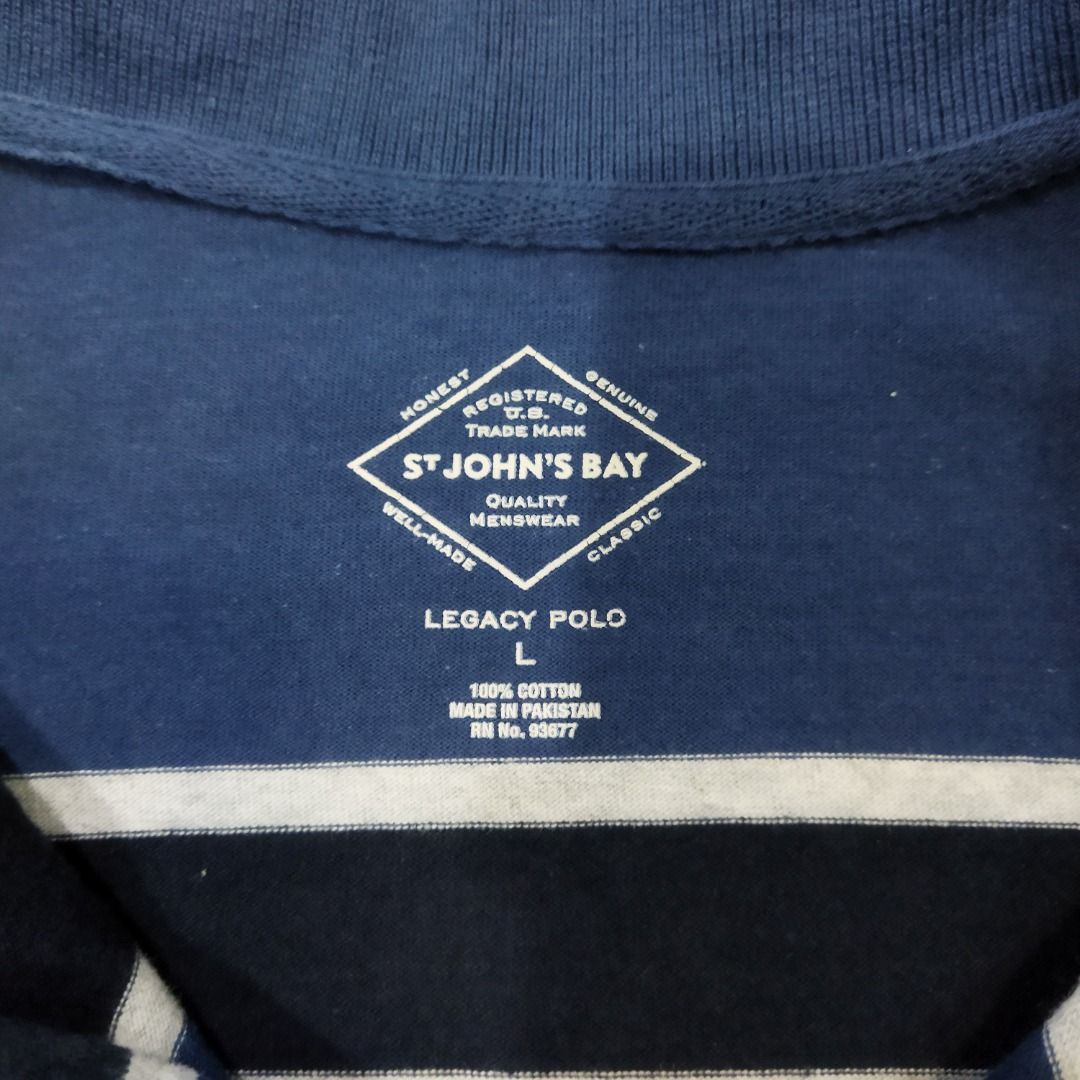 HONEST
GENUINE
REGISTERED
U.S.
TRADE MARK
ST JOHN'S BAY
QUALITY
MENSWEAR
WELL-MADE
CLASSIC
LEGACY POLO
L
100% COTTON
MADE IN PAKISTAN
RN No. 93677